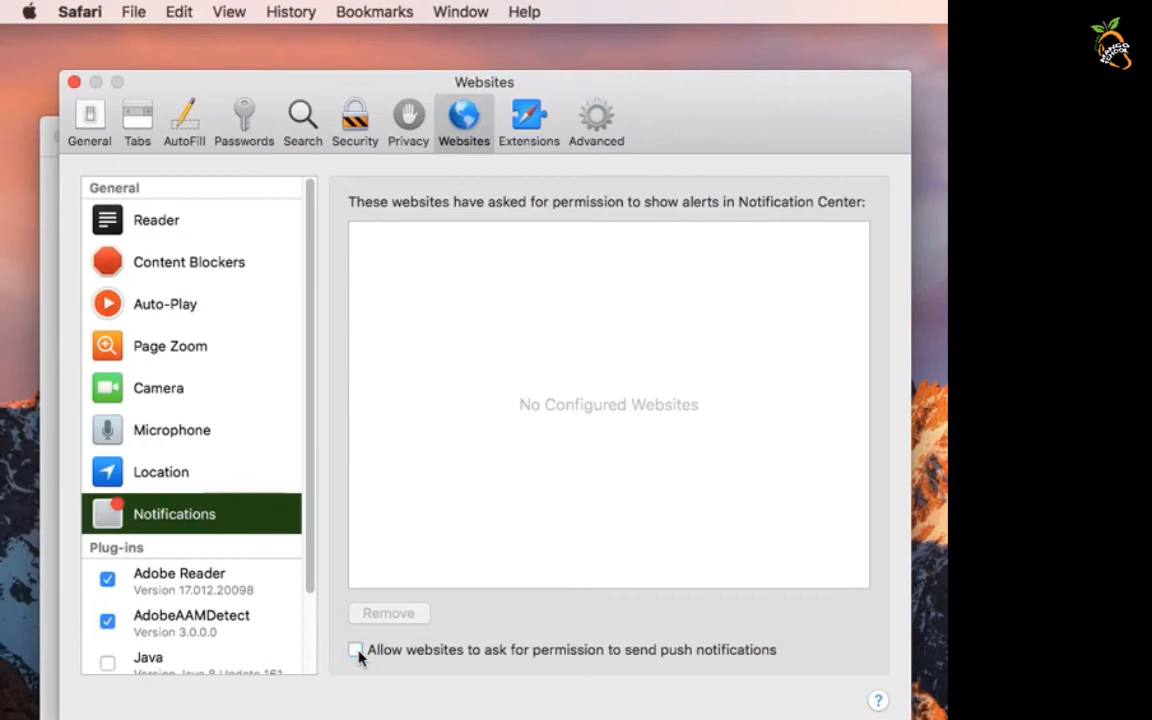 Safari File Edit View History Bookmarks Window Help
Websites
General Tabs AutoFill Passwords Search Security Privacy Websites Extensions Advanced
General
Reader
Content Blockers
Auto-Play
Page Zoom
Camera
Microphone
Location
Notifications
Plug-ins
Adobe Reader
Version 17.012.20098
AdobeAAMDetect
Version 3.0.0.0
Java
These websites have asked for permission to show alerts in Notification Center:
No Configured Websites
Remove
Allow websites to ask for permission to send push notifications
?